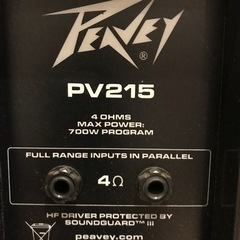 PEAVEY®
PV215
4 OHMS
MAX POWER:
700W PROGRAM
FULL RANGE INPUTS IN PARALLEL
4Ω
HF DRIVER PROTECTED BY
SOUNDGUARD™ iii
peavey.com